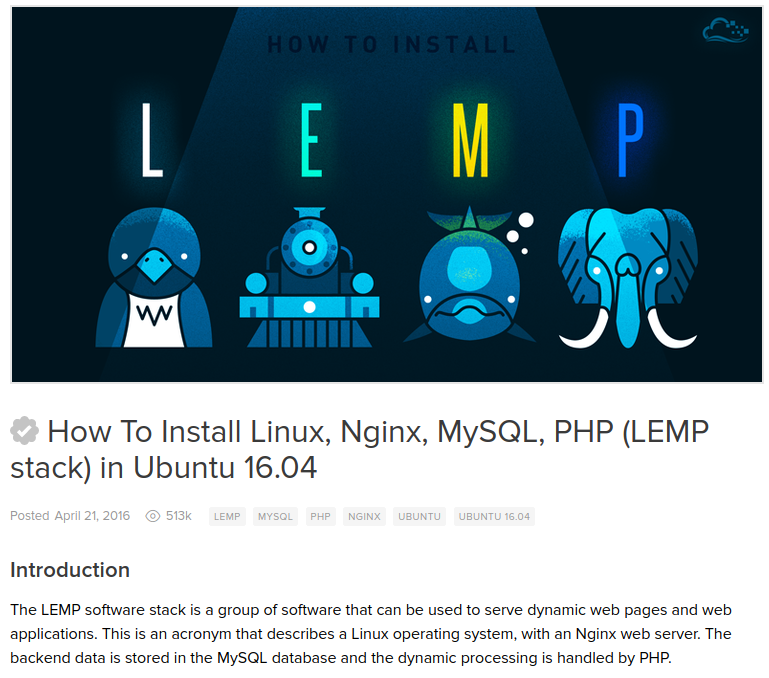 HOW TO INSTALL
L E M P
How To Install Linux, Nginx, MySQL, PHP (LEMP
stack) in Ubuntu 16.04
Posted April 21, 2016 513k LEMP MYSQL PHP NGINX UBUNTU UBUNTU 16.04
Introduction
The LEMP software stack is a group of software that can be used to serve dynamic web pages and web
applications. This is an acronym that describes a Linux operating system, with an Nginx web server. The
backend data is stored in the MySQL database and the dynamic processing is handled by PHP.